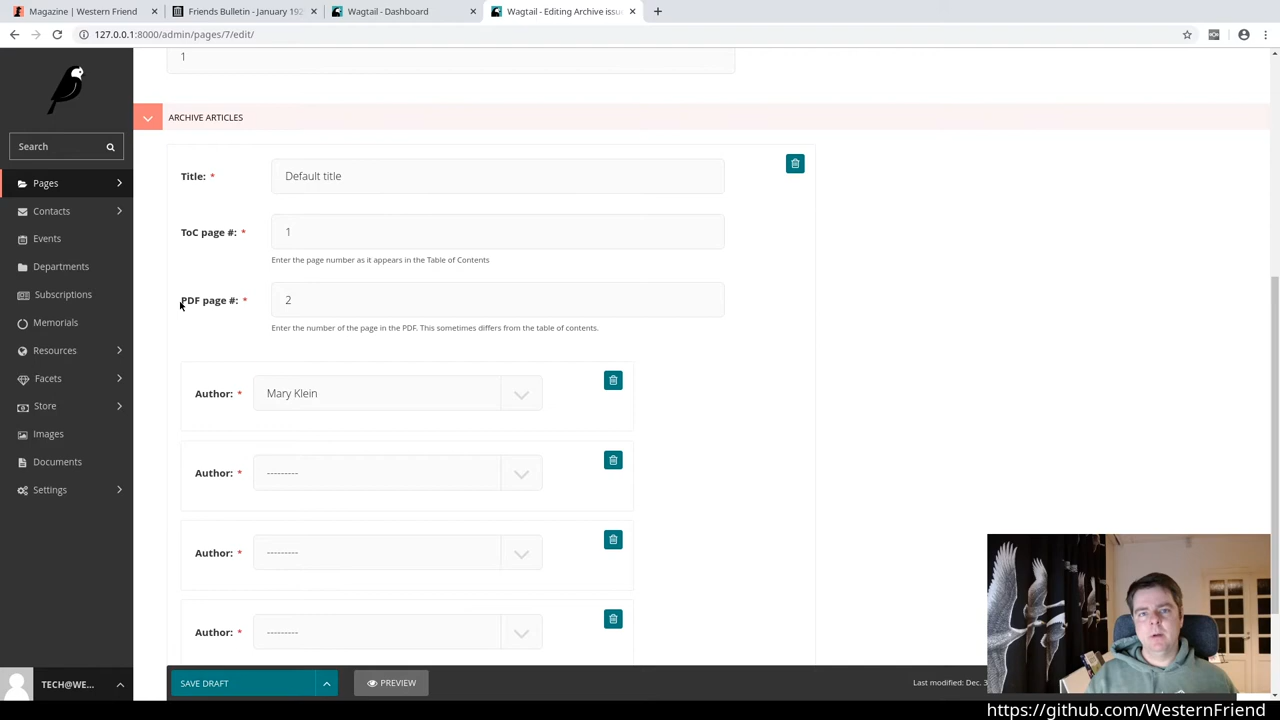 Magazine | Western Friend
Friends Bulletin - January 192
Wagtail - Dashboard
Wagtail - Editing Archive issu
127.0.0.1:8000/admin/pages/7/edit/
1
ARCHIVE ARTICLES
Search
Title: *
Default title
Pages
Contacts
ToC page #: *
1
Events
Enter the page number as it appears in the Table of Contents
Departments
Subscriptions
PDF page #: *
2
Memorials
Enter the number of the page in the PDF. This sometimes differs from the table of contents.
Resources
Facets
Author: *
Mary Klein
Store
Images
Documents
Author: *
---------
Settings
Author: *
---------
Author: *
---------
TECH@WE...
SAVE DRAFT
PREVIEW
Last modified: Dec. 3
https://github.com/WesternFriend